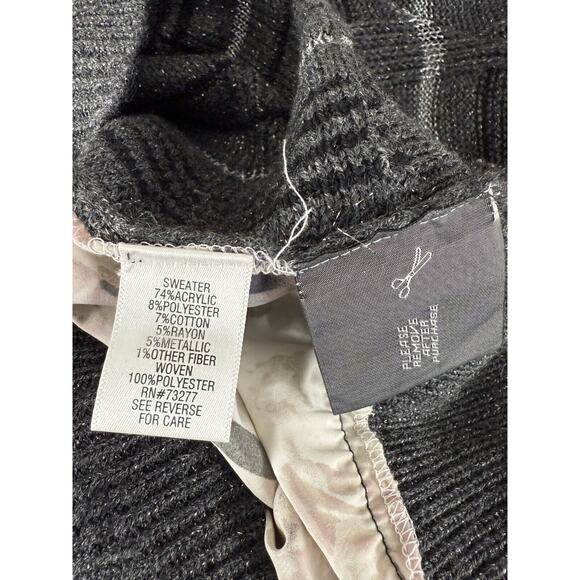 SWEATER
74%ACRYLIC
8%POLYESTER
7%COTTON
5%RAYON
5%METALLIC
1%OTHER FIBER
WOVEN
100%POLYESTER
RN#73277
SEE REVERSE
FOR CARE
PLEASE
REMOVE
AFTER
PURCHASE